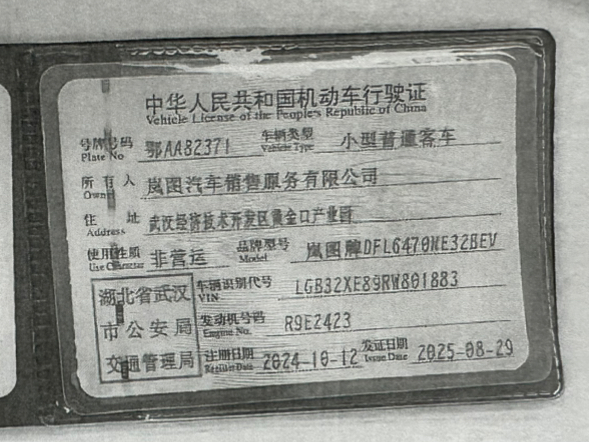 中华人民共和国机动车行驶证
Vehicle License of the People's Republic of China
号牌号码 鄂AA82371 车辆类型 小型普通客车
Plate No Vehicle Type
所有人 岚图汽车销售服务有限公司
Owner
住址 武汉经济技术开发区黄金口产业园
Address
使用性质 非营运 品牌型号 岚图牌DFL6470NE32BEV
Use Character Model
湖北省武汉
市公安局
交通管理局
车辆识别代号 LGB32XE89RW801883
VIN
发动机号码 R9E2423
Engine No.
注册日期 2024-10-12 发证日期 2025-08-29
Register Date Issue Date